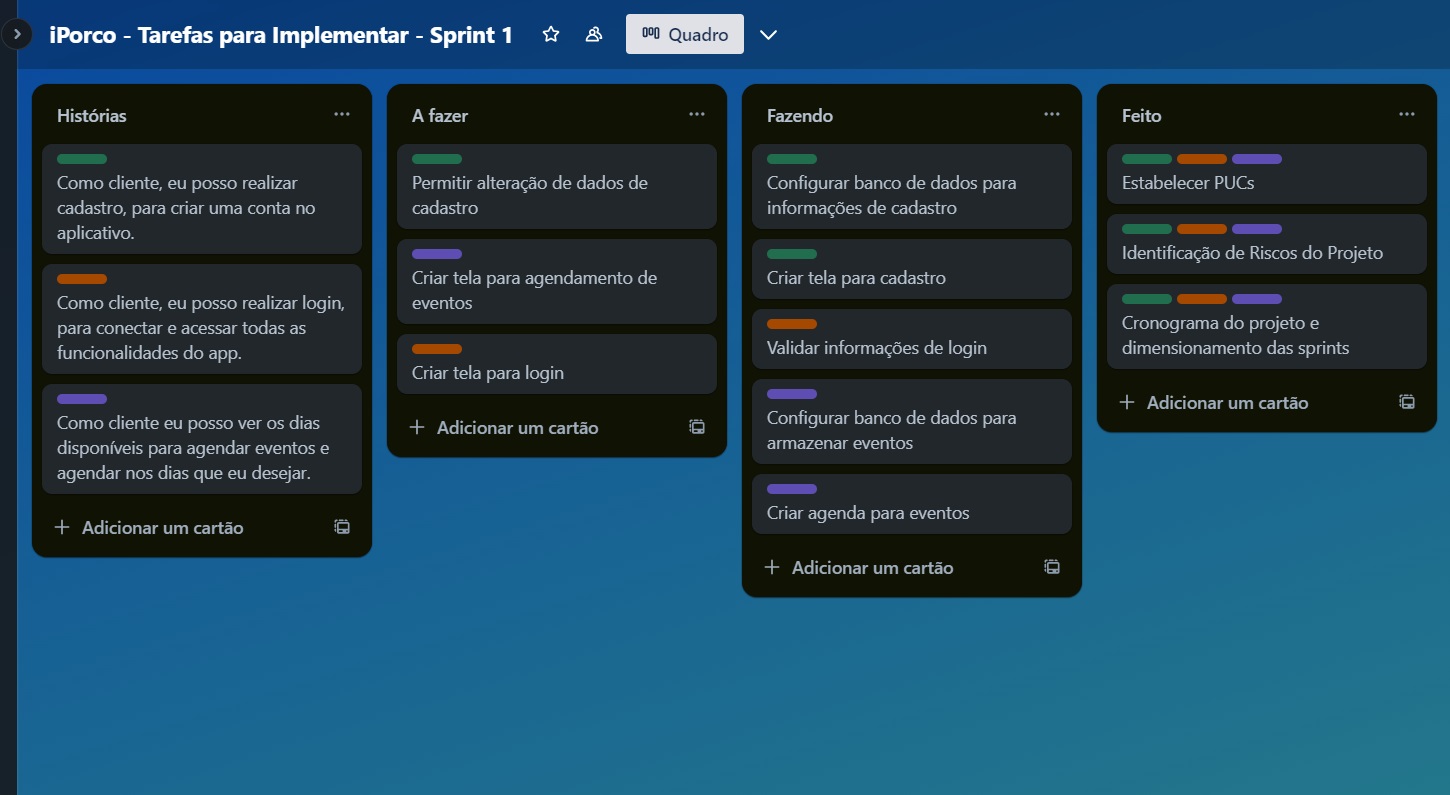 iPorco - Tarefas para Implementar - Sprint 1
Quadro
Histórias
Como cliente, eu posso realizar
cadastro, para criar uma conta no
aplicativo.
Como cliente, eu posso realizar login,
para conectar e acessar todas as
funcionalidades do app.
Como cliente eu posso ver os dias
disponíveis para agendar eventos e
agendar nos dias que eu desejar.
Adicionar um cartão
A fazer
Permitir alteração de dados de
cadastro
Criar tela para agendamento de
eventos
Criar tela para login
Adicionar um cartão
Fazendo
Configurar banco de dados para
informações de cadastro
Criar tela para cadastro
Validar informações de login
Configurar banco de dados para
armazenar eventos
Criar agenda para eventos
Adicionar um cartão
Feito
Estabelecer PUCs
Identificação de Riscos do Projeto
Cronograma do projeto e
dimensionamento das sprints
Adicionar um cartão